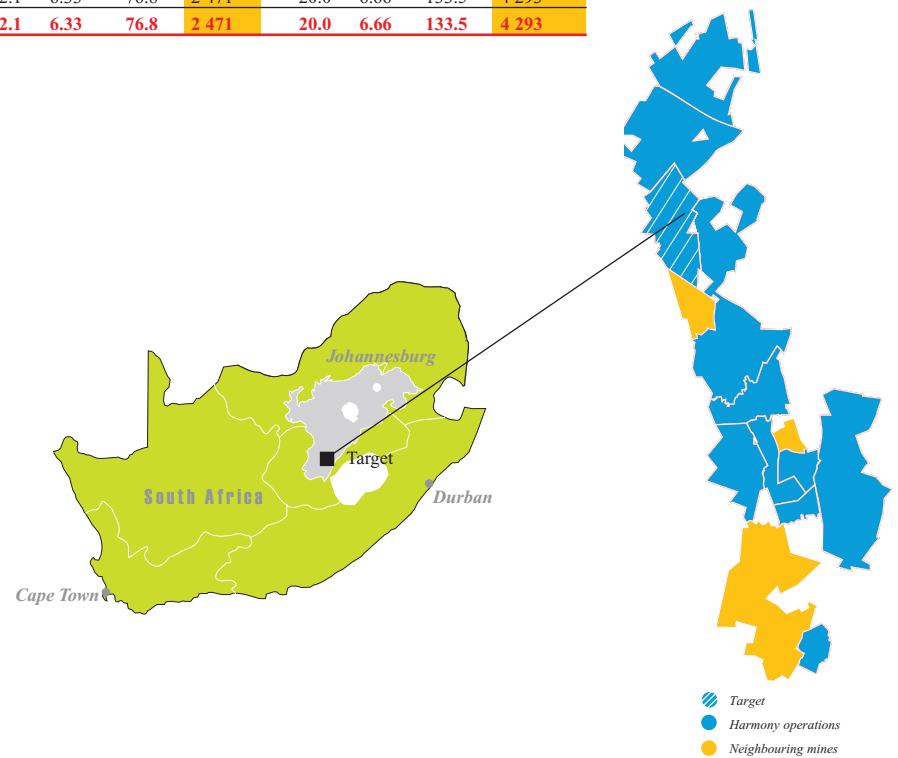 2.1 6.33 76.8 2 471 20.0 6.66 133.5 4 293
Johannesburg
Target
South Africa
Durban
Cape Town
Target
Harmony operations
Neighbouring mines